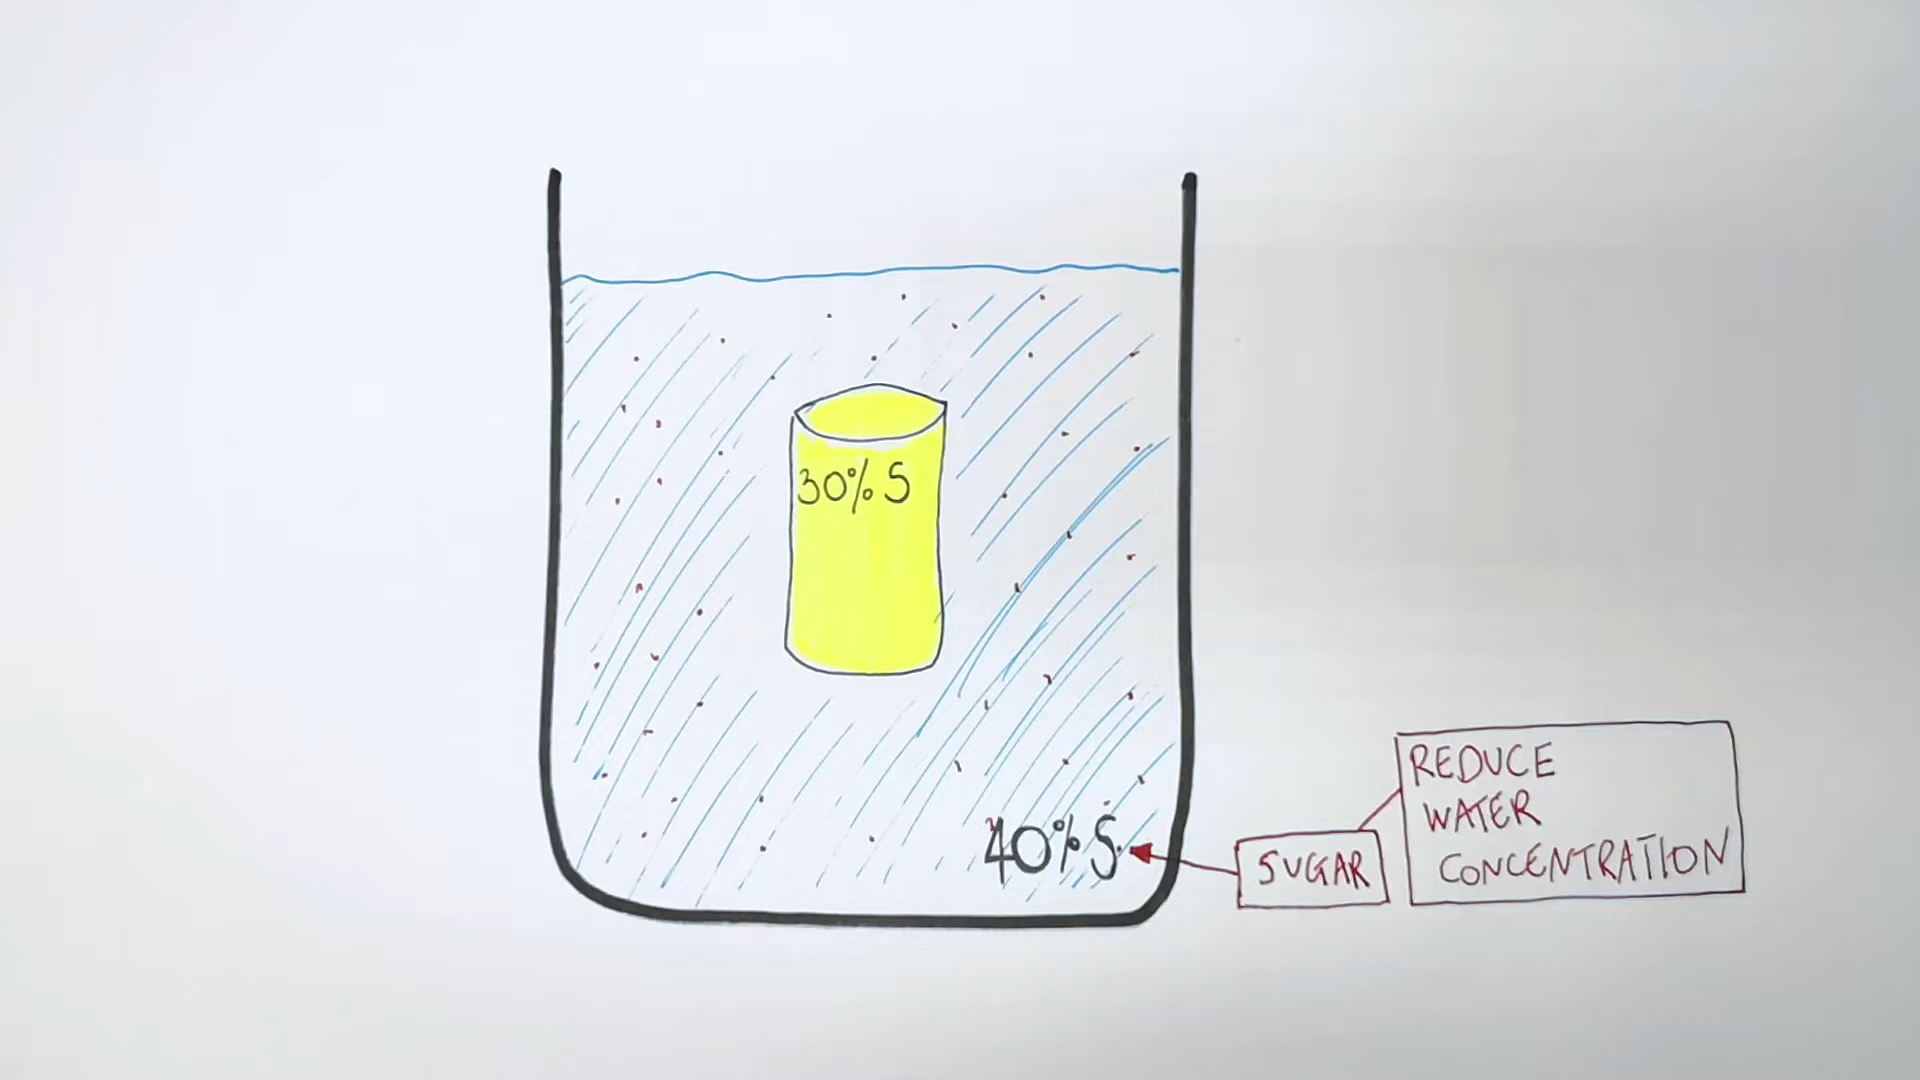 30% S
40% S
SUGAR
REDUCE
WATER
CONCENTRATION